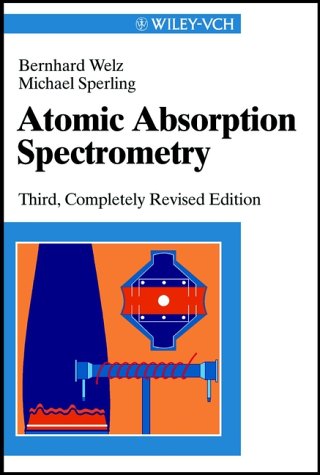 WILEY-VCH
Bernhard Welz
Michael Sperling
Atomic Absorption
Spectrometry
Third, Completely Revised Edition